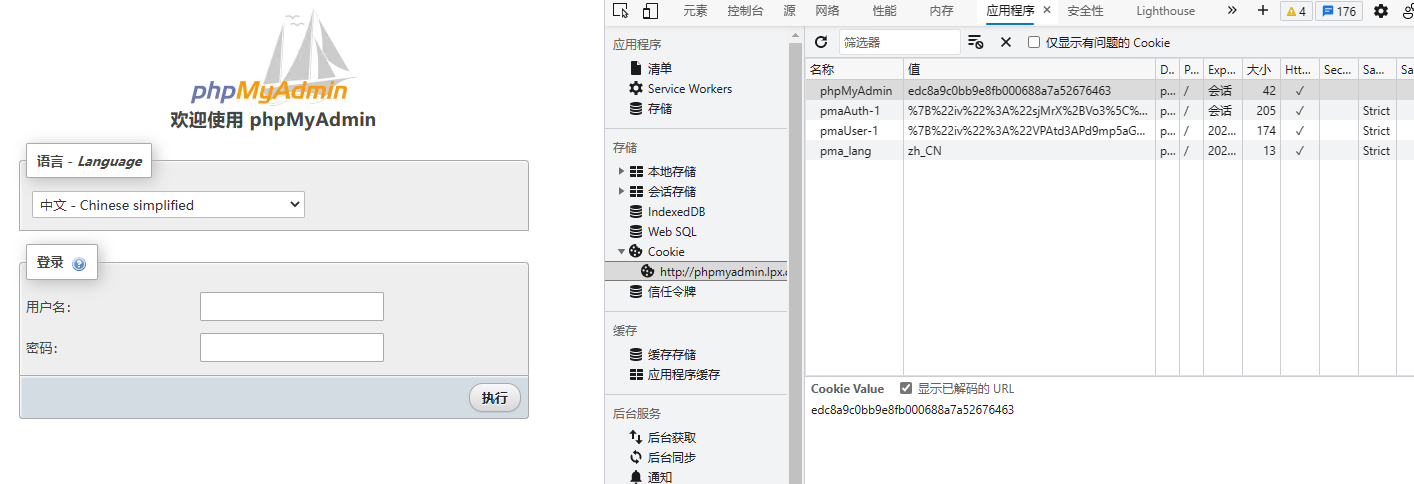 phpMyAdmin
欢迎使用 phpMyAdmin
语言 - Language
中文 - Chinese simplified
登录
用户名:
密码:
执行
元素 控制台 源 网络 性能 内存 应用程序 × 安全性 Lighthouse » + 4 176
应用程序
清单
Service Workers
存储
存储
本地存储
会话存储
IndexedDB
Web SQL
Cookie
http://phpmyadmin.lpx.c
信任令牌
缓存
缓存存储
应用程序缓存
后台服务
后台获取
后台同步
通知
筛选器 仅显示有问题的 Cookie
名称 值 D.. P... Exp... 大小 Htt... Sec... Sa... Sa
phpMyAdmin edc8a9c0bb9e8fb000688a7a52676463 p... / 会话 42 ✓
pmaAuth-1 %7B%22iv%22%3A%22sjMrX%2BVo3%5C%... p... / 会话 205 ✓ Strict
pmaUser-1 %7B%22iv%22%3A%22VPAtd3APd9mp5aG... p... / 202... 174 ✓ Strict
pma_lang zh_CN p... / 202... 13 ✓ Strict
Cookie Value 显示已解码的 URL
edc8a9c0bb9e8fb000688a7a52676463